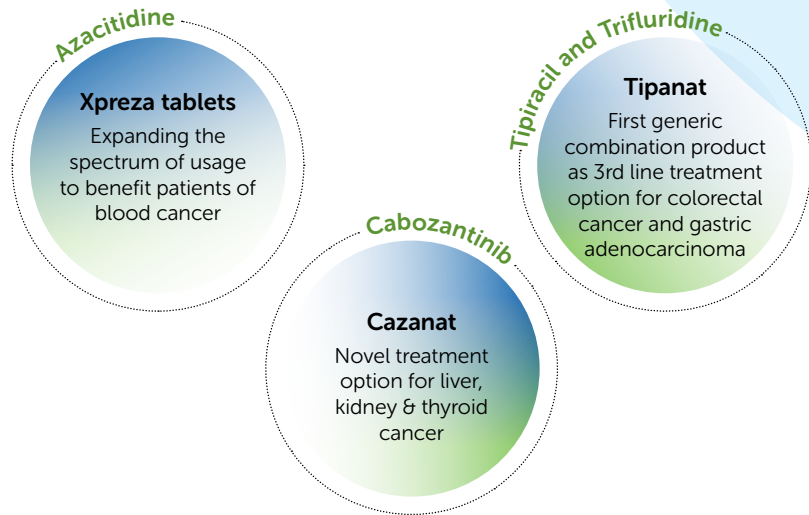 Azacitidine
Xpreza tablets
Expanding the
spectrum of usage
to benefit patients of
blood cancer
Tipiracil and Trifluridine
Tipanat
First generic
combination product
as 3rd line treatment
option for colorectal
cancer and gastric
adenocarcinoma
Cabozantinib
Cazanat
Novel treatment
option for liver,
kidney & thyroid
cancer